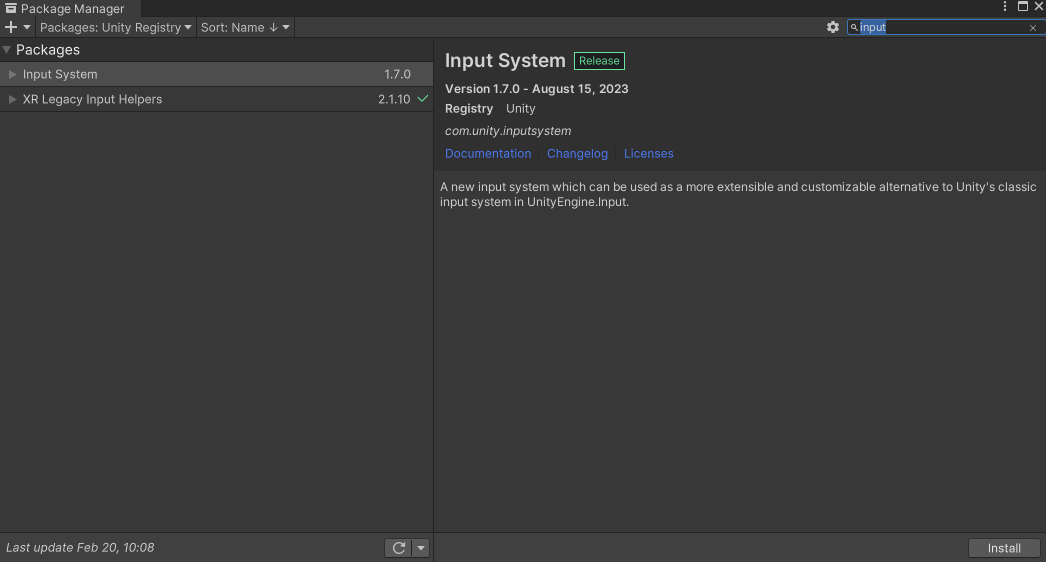 Package Manager
Packages: Unity Registry Sort: Name ↓ input
Packages
Input System 1.7.0
XR Legacy Input Helpers 2.1.10
Input System Release
Version 1.7.0 - August 15, 2023
Registry Unity
com.unity.inputsystem
Documentation Changelog Licenses
A new input system which can be used as a more extensible and customizable alternative to Unity's classic
input system in UnityEngine.Input.
Last update Feb 20, 10:08
Install